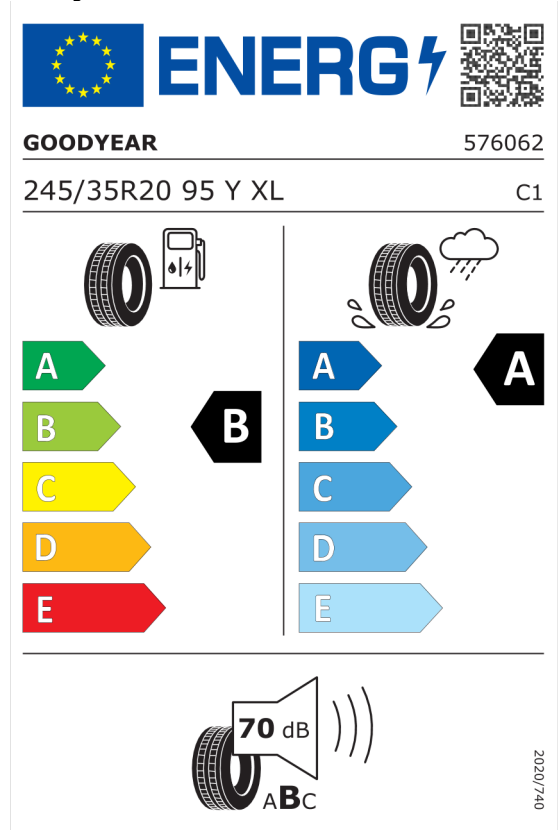 ENERG
GOODYEAR 576062
245/35R20 95 Y XL C1
A A
A
B B
B
C C
D D
E E
70 dB
ABC
2020/740